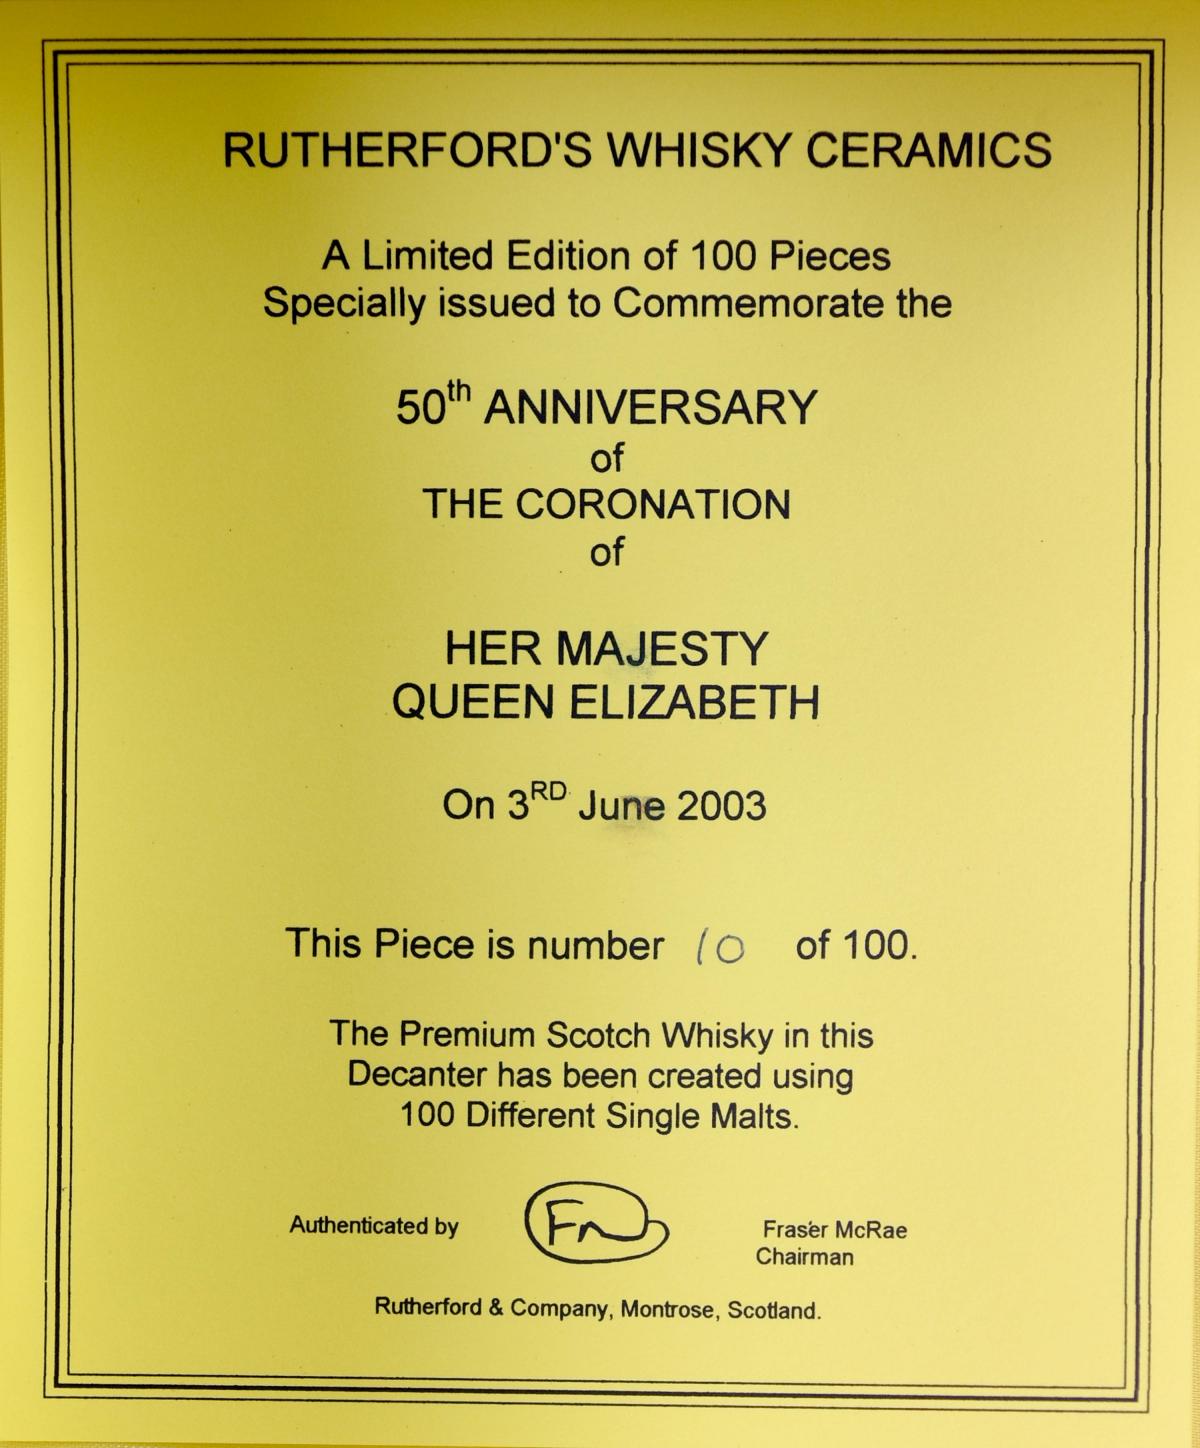 RUTHERFORD'S WHISKY CERAMICS
A Limited Edition of 100 Pieces
Specially issued to Commemorate the
50th ANNIVERSARY
of
THE CORONATION
of
HER MAJESTY
QUEEN ELIZABETH
On 3RD June 2003
This Piece is number 10 of 100.
The Premium Scotch Whisky in this
Decanter has been created using
100 Different Single Malts.
Authenticated by Fraser McRae
Chairman
Rutherford & Company, Montrose, Scotland.